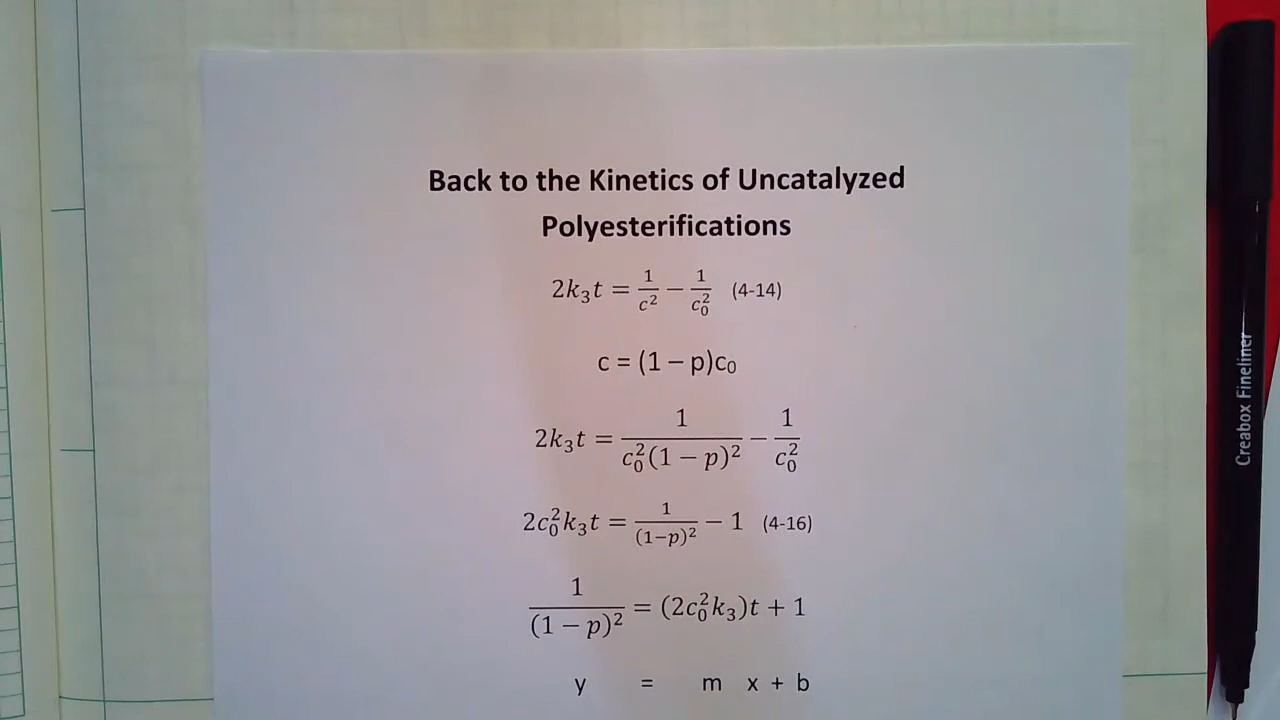 Back to the Kinetics of Uncatalyzed
Polyesterifications
2k₃t = 1/c² − 1/c₀² (4-14)
c = (1 – p)c₀
2k₃t = 1/(c₀²(1 − p)²) − 1/c₀²
2c₀²k₃t = 1/(1−p)² − 1 (4-16)
1/(1 − p)² = (2c₀²k₃)t + 1
y = m x + b
Creabox Fineliner